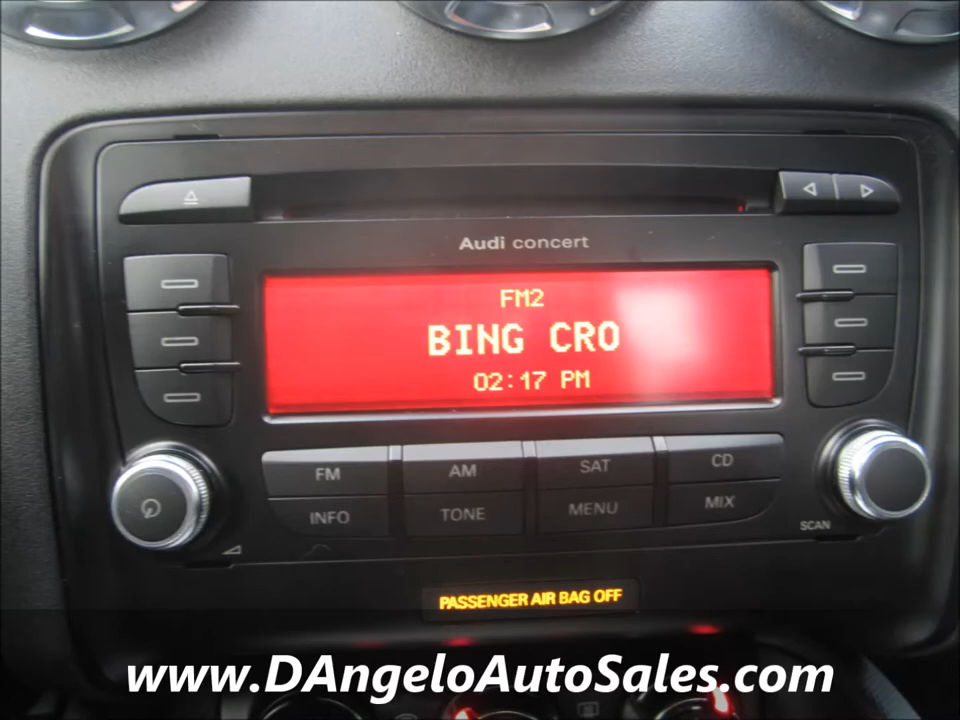 Audi concert
FM2
BING CRO
02:17 PM
FM AM SAT CD
INFO TONE MENU MIX
SCAN
PASSENGER AIR BAG OFF
www.DAngeloAutoSales.com